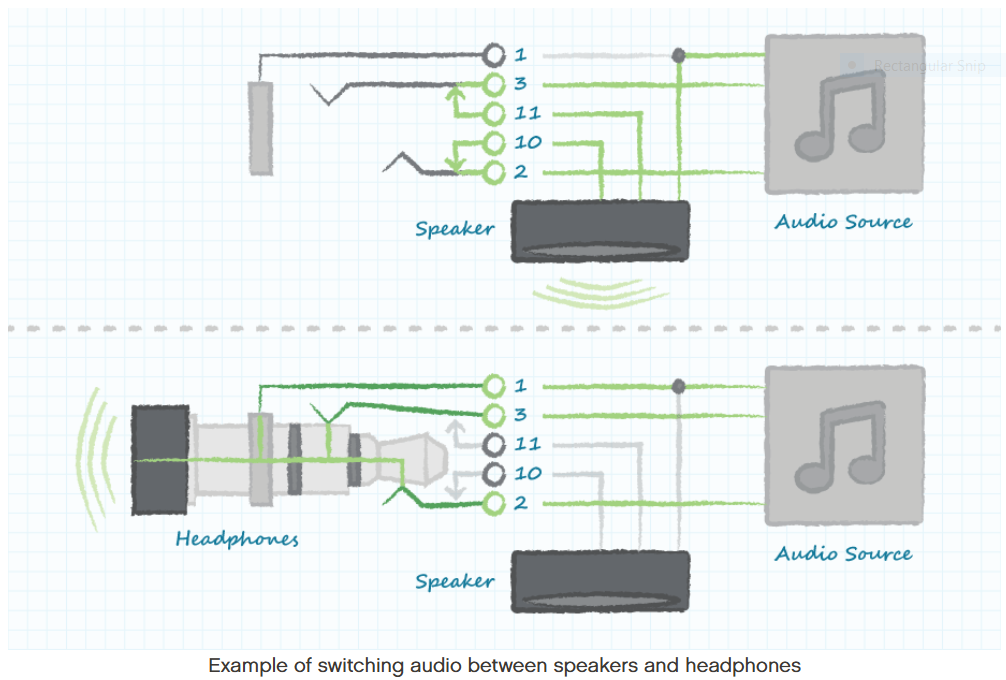 1
Rectangular Snip
3
11
10
2
Speaker
Audio Source
1
3
11
10
2
Headphones
Speaker
Audio Source
Example of switching audio between speakers and headphones